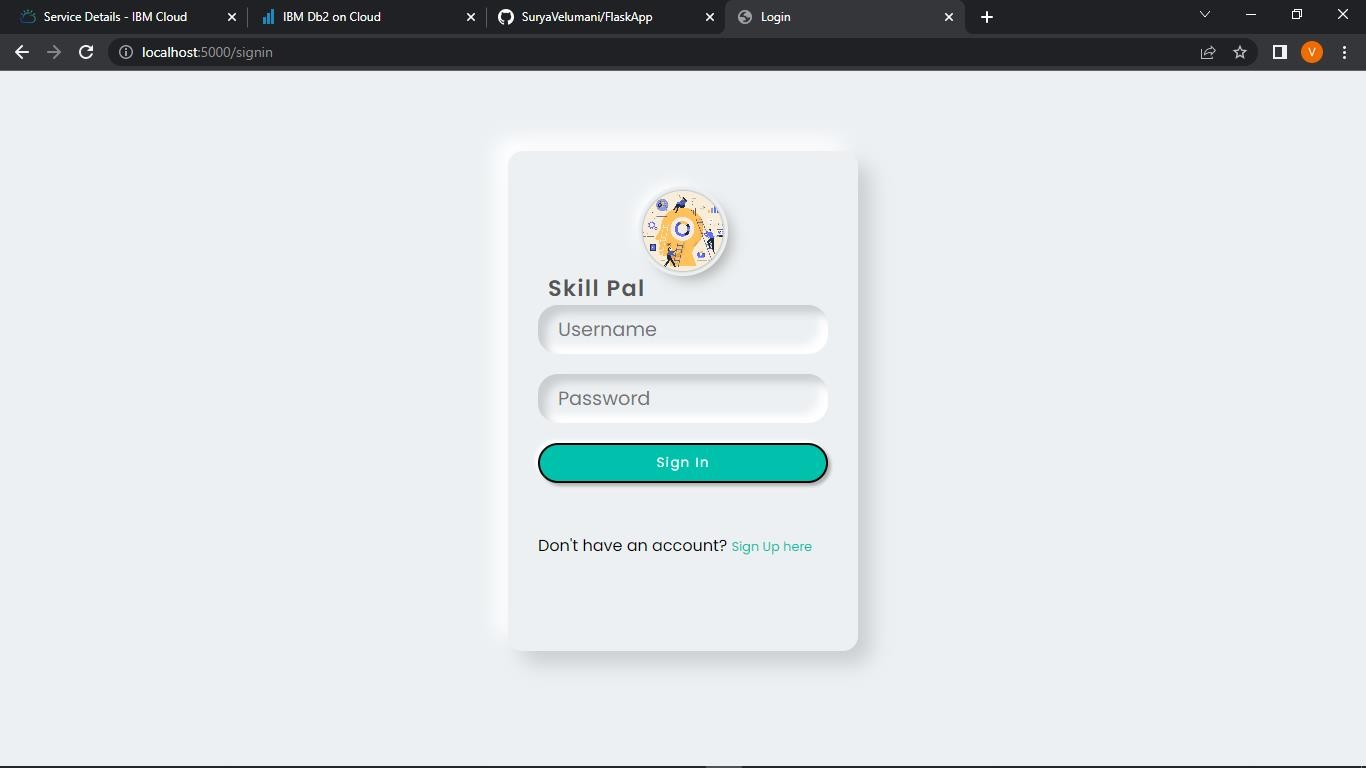 Service Details - IBM Cloud
IBM Db2 on Cloud
SuryaVelumani/FlaskApp
Login
localhost:5000/signin
V
Skill Pal
Username
Password
Sign In
Don't have an account? Sign Up here